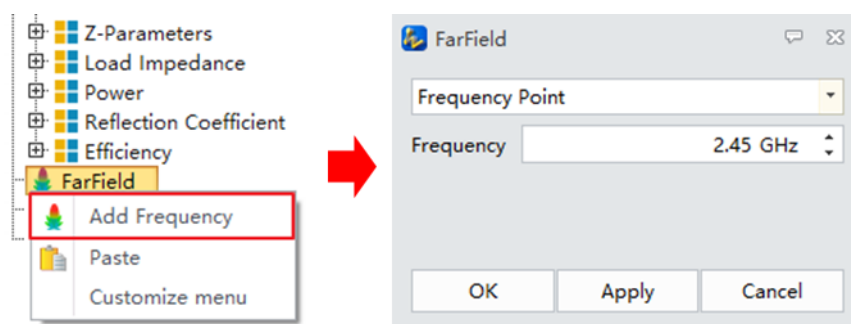 Z-Parameters
Load Impedance
Power
Reflection Coefficient
Efficiency
FarField
Add Frequency
Paste
Customize menu
FarField
Frequency Point
Frequency 2.45 GHz
OK Apply Cancel